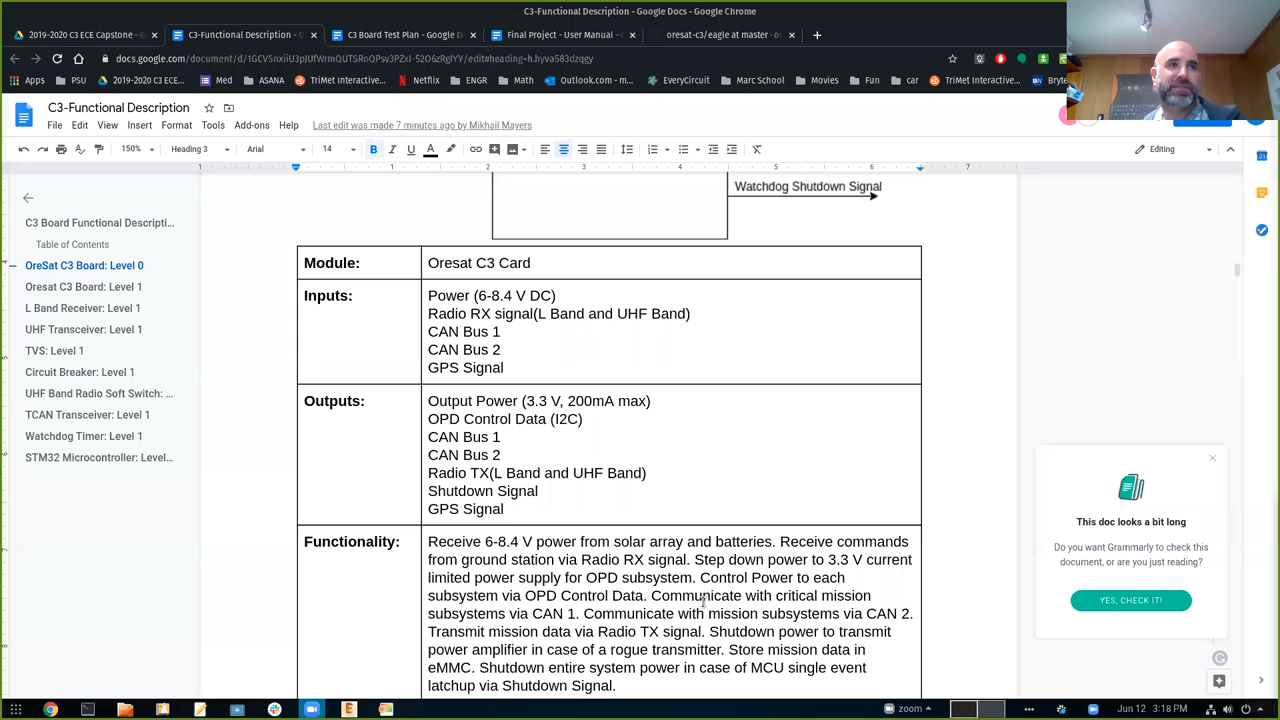 C3-Functional Description - Google Docs - Google Chrome
2019-2020 C3 ECE Capstone -
C3-Functional Description - G
C3 Board Test Plan - Google D
Final Project - User Manual -
oresat-c3/eagle at master · o
Apps
PSU
2019-2020 C3 ECE...
Med
ASANA
TriMet Interactive...
Netflix
ENGR
Math
Outlook.com - m...
EveryCircuit
Marc School
Movies
Fun
car
TriMet Interactive...
Bryte
C3-Functional Description
File Edit View Insert Format Tools Add-ons Help
Last edit was made 7 minutes ago by Mikhail Mayers
150%
Heading 3
Arial
14
B I U A
Editing
1 1 2 3 4 5 6 7
C3 Board Functional Descripti...
Table of Contents
OreSat C3 Board: Level 0
Oresat C3 Board: Level 1
L Band Receiver: Level 1
UHF Transceiver: Level 1
TVS: Level 1
Circuit Breaker: Level 1
UHF Band Radio Soft Switch: ...
TCAN Transceiver: Level 1
Watchdog Timer: Level 1
STM32 Microcontroller: Level...
Watchdog Shutdown Signal
Module:
Oresat C3 Card
Inputs:
Power (6-8.4 V DC)
Radio RX signal(L Band and UHF Band)
CAN Bus 1
CAN Bus 2
GPS Signal
Outputs:
Output Power (3.3 V, 200mA max)
OPD Control Data (I2C)
CAN Bus 1
CAN Bus 2
Radio TX(L Band and UHF Band)
Shutdown Signal
GPS Signal
Functionality:
Receive 6-8.4 V power from solar array and batteries. Receive commands
from ground station via Radio RX signal. Step down power to 3.3 V current
limited power supply for OPD subsystem. Control Power to each
subsystem via OPD Control Data. Communicate with critical mission
subsystems via CAN 1. Communicate with mission subsystems via CAN 2.
Transmit mission data via Radio TX signal. Shutdown power to transmit
power amplifier in case of a rogue transmitter. Store mission data in
eMMC. Shutdown entire system power in case of MCU single event
latchup via Shutdown Signal.
This doc looks a bit long
Do you want Grammarly to check this
document, or are you just reading?
YES, CHECK IT!
zoom
Jun 12 3:18 PM